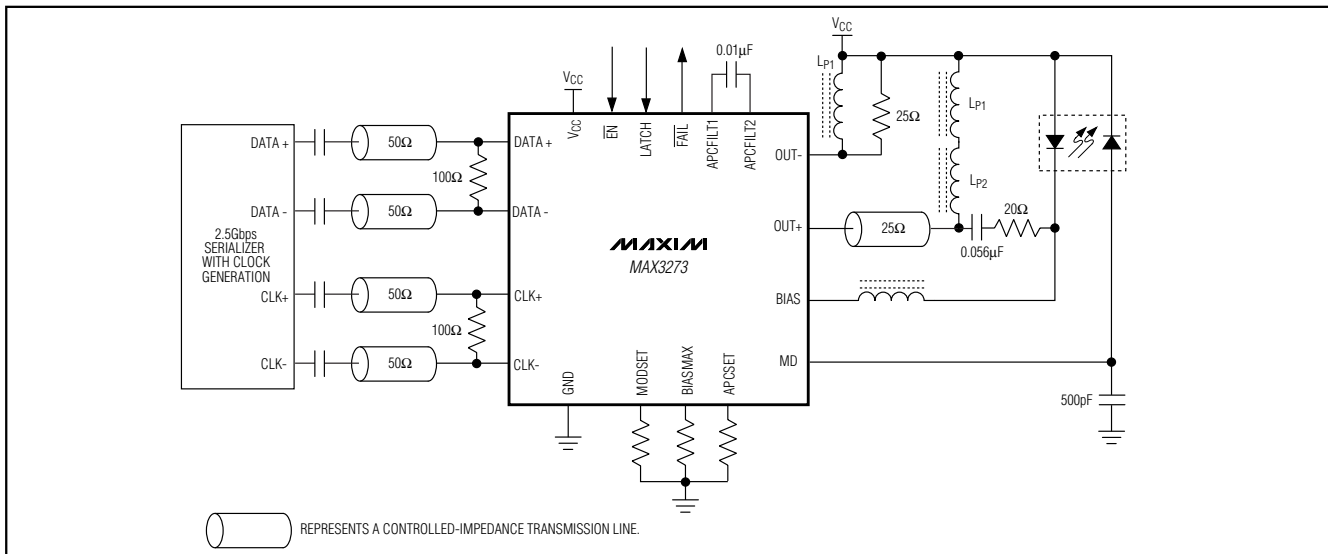 VCC
LP1
0.01µF
25Ω
LP1
LP2
VCC
VCC
EN
LATCH
FAIL
APCFILT1
APCFILT2
OUT-
DATA +
50Ω
DATA +
100Ω
DATA -
50Ω
DATA -
2.5Gbps
SERIALIZER
WITH CLOCK
GENERATION
MAXIM
MAX3273
OUT+
25Ω
0.056µF
20Ω
CLK+
50Ω
CLK+
100Ω
CLK-
50Ω
CLK-
BIAS
MD
500pF
GND
MODSET
BIASMAX
APCSET
REPRESENTS A CONTROLLED-IMPEDANCE TRANSMISSION LINE.